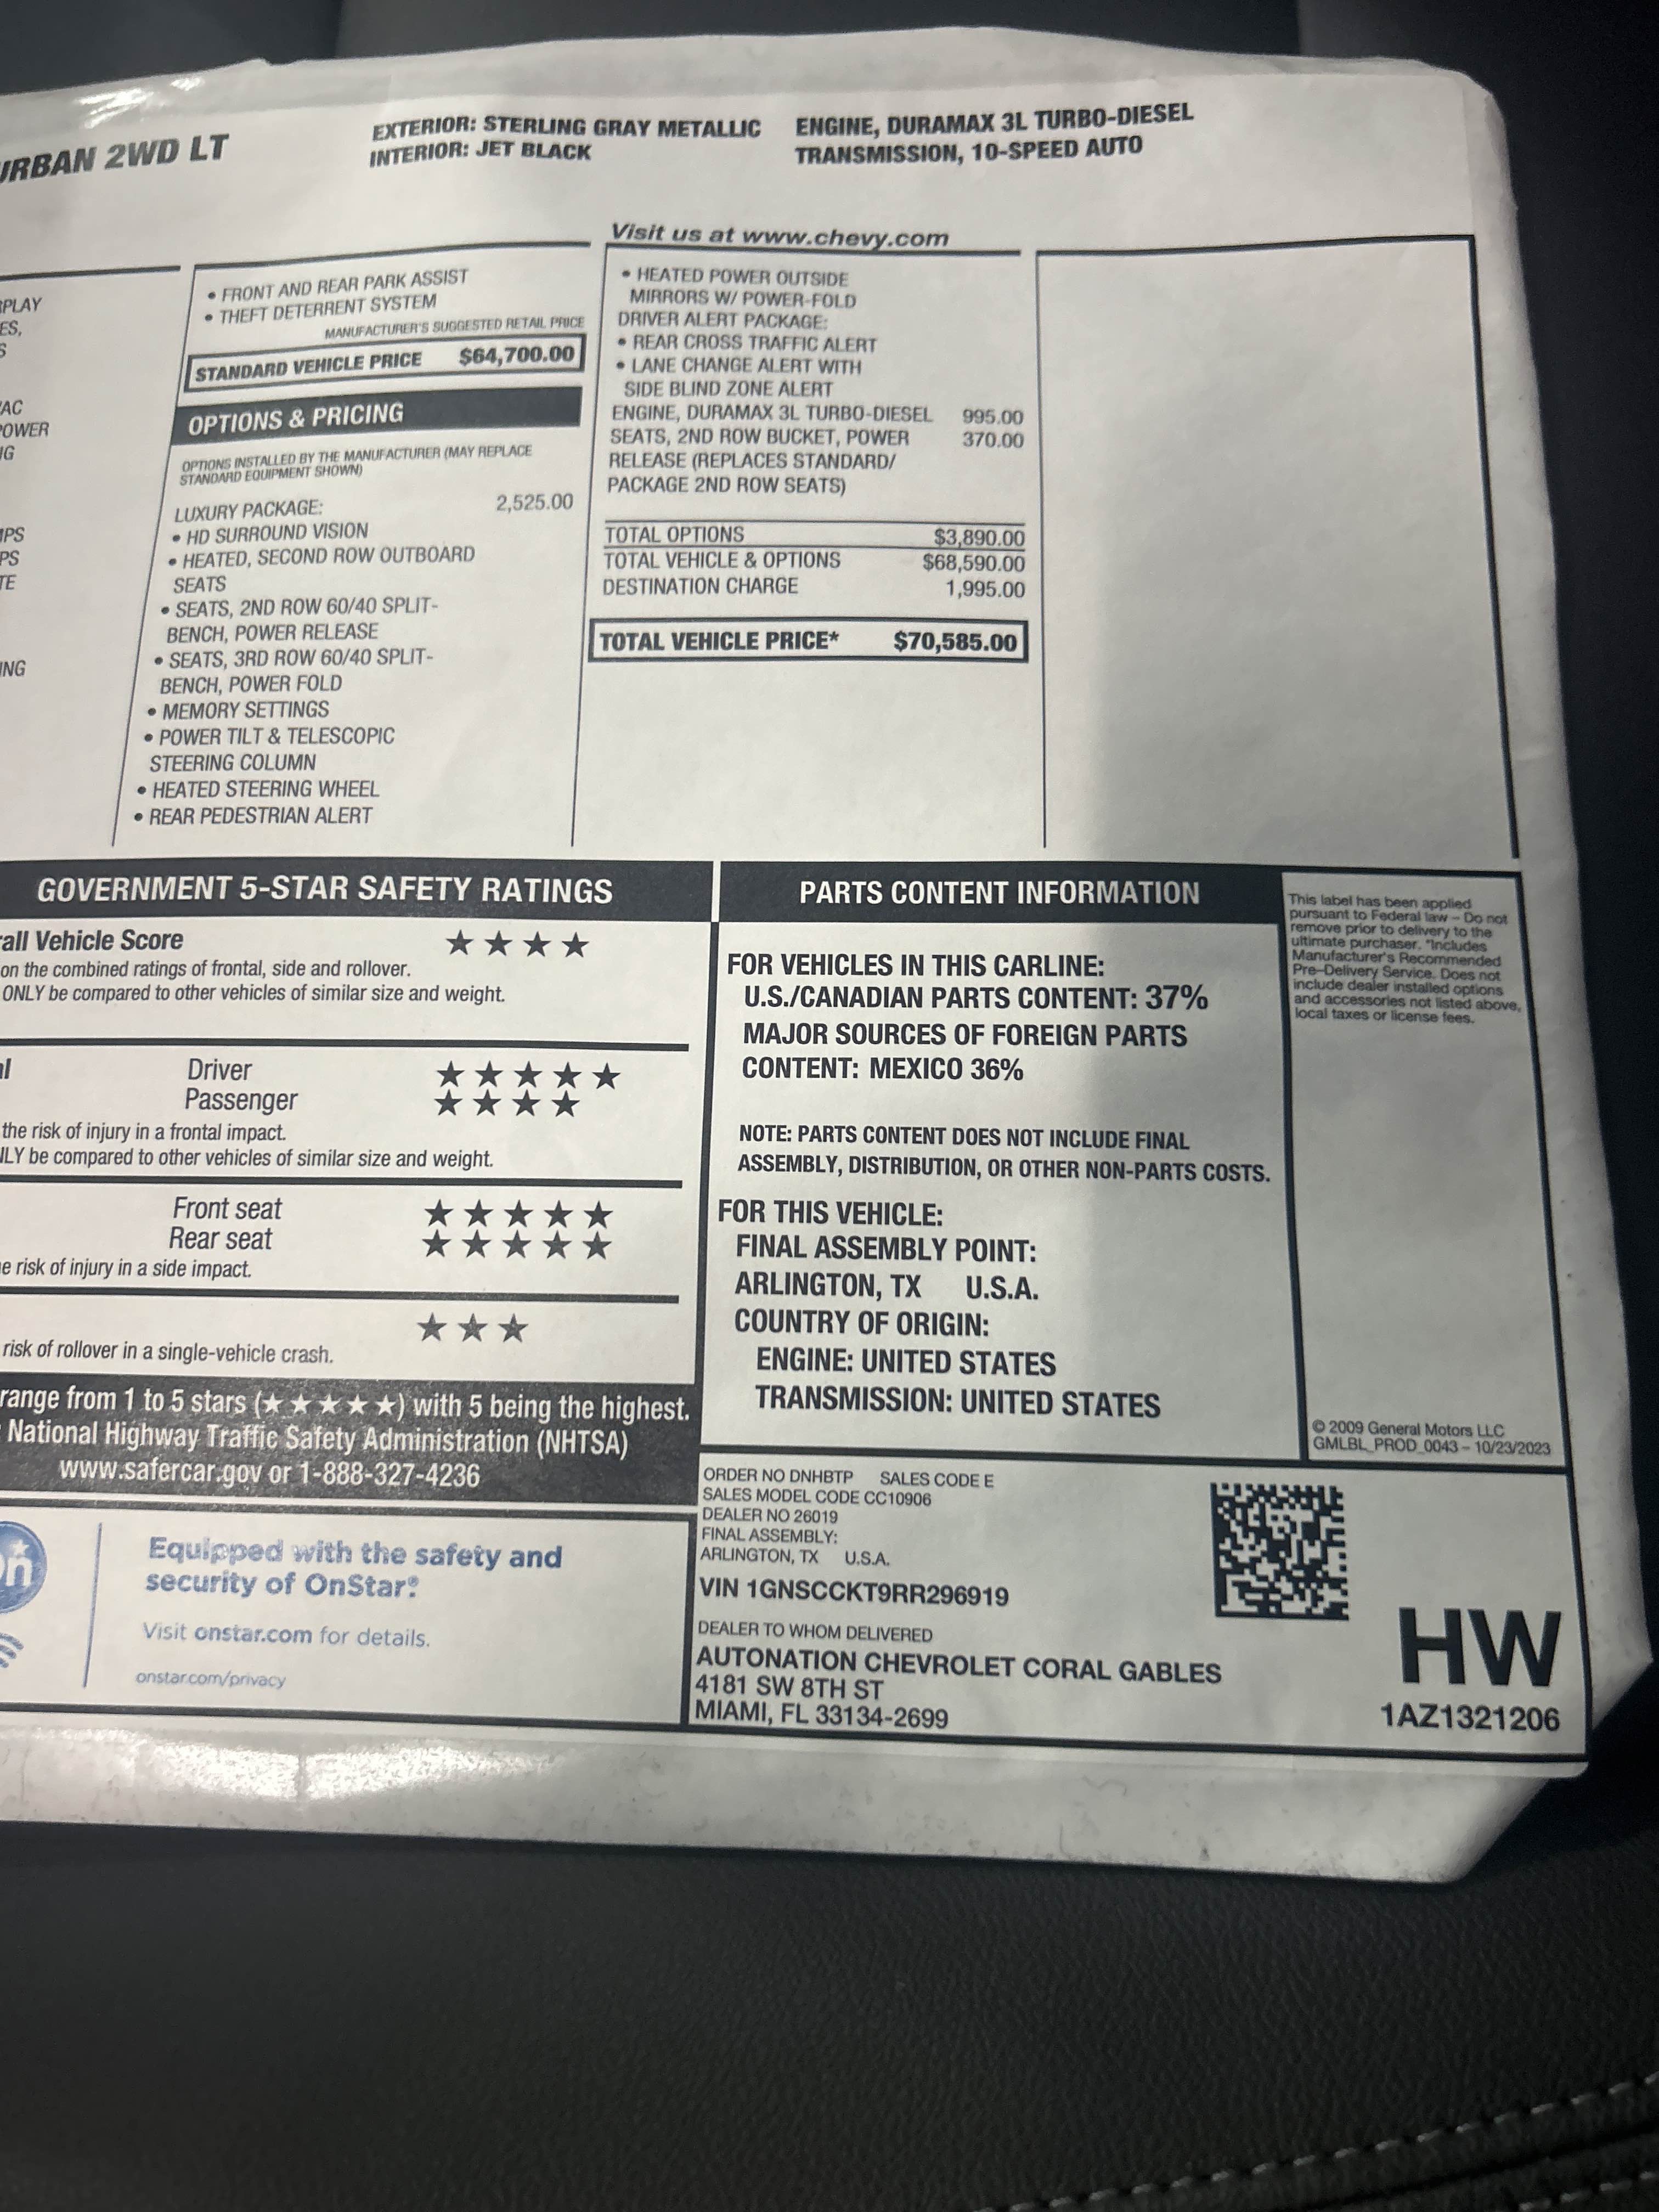 URBAN 2WD LT
EXTERIOR: STERLING GRAY METALLIC
INTERIOR: JET BLACK
ENGINE, DURAMAX 3L TURBO-DIESEL
TRANSMISSION, 10-SPEED AUTO
Visit us at www.chevy.com
PLAY
ES,
S
AC
OWER
G
PS
PS
TE
ING
• FRONT AND REAR PARK ASSIST
• THEFT DETERRENT SYSTEM
MANUFACTURER'S SUGGESTED RETAIL PRICE
STANDARD VEHICLE PRICE $64,700.00
OPTIONS & PRICING
OPTIONS INSTALLED BY THE MANUFACTURER (MAY REPLACE
STANDARD EQUIPMENT SHOWN)
LUXURY PACKAGE: 2,525.00
• HD SURROUND VISION
• HEATED, SECOND ROW OUTBOARD
SEATS
• SEATS, 2ND ROW 60/40 SPLIT-
BENCH, POWER RELEASE
• SEATS, 3RD ROW 60/40 SPLIT-
BENCH, POWER FOLD
• MEMORY SETTINGS
• POWER TILT & TELESCOPIC
STEERING COLUMN
• HEATED STEERING WHEEL
• REAR PEDESTRIAN ALERT
• HEATED POWER OUTSIDE
MIRRORS W/ POWER-FOLD
DRIVER ALERT PACKAGE:
• REAR CROSS TRAFFIC ALERT
• LANE CHANGE ALERT WITH
SIDE BLIND ZONE ALERT
ENGINE, DURAMAX 3L TURBO-DIESEL 995.00
SEATS, 2ND ROW BUCKET, POWER 370.00
RELEASE (REPLACES STANDARD/
PACKAGE 2ND ROW SEATS)
TOTAL OPTIONS $3,890.00
TOTAL VEHICLE & OPTIONS $68,590.00
DESTINATION CHARGE 1,995.00
TOTAL VEHICLE PRICE* $70,585.00
GOVERNMENT 5-STAR SAFETY RATINGS
rall Vehicle Score ★★★★
on the combined ratings of frontal, side and rollover.
ONLY be compared to other vehicles of similar size and weight.
al Driver ★★★★★
Passenger ★★★★
the risk of injury in a frontal impact.
NLY be compared to other vehicles of similar size and weight.
Front seat ★★★★★
Rear seat ★★★★★
e risk of injury in a side impact.
★★★
risk of rollover in a single-vehicle crash.
range from 1 to 5 stars (★★★★★) with 5 being the highest.
National Highway Traffic Safety Administration (NHTSA)
www.safercar.gov or 1-888-327-4236
On
Equipped with the safety and
security of OnStar®
Visit onstar.com for details.
onstar.com/privacy
PARTS CONTENT INFORMATION
FOR VEHICLES IN THIS CARLINE:
U.S./CANADIAN PARTS CONTENT: 37%
MAJOR SOURCES OF FOREIGN PARTS
CONTENT: MEXICO 36%
NOTE: PARTS CONTENT DOES NOT INCLUDE FINAL
ASSEMBLY, DISTRIBUTION, OR OTHER NON-PARTS COSTS.
FOR THIS VEHICLE:
FINAL ASSEMBLY POINT:
ARLINGTON, TX U.S.A.
COUNTRY OF ORIGIN:
ENGINE: UNITED STATES
TRANSMISSION: UNITED STATES
This label has been applied
pursuant to Federal law – Do not
remove prior to delivery to the
ultimate purchaser. *Includes
Manufacturer's Recommended
Pre-Delivery Service. Does not
include dealer installed options
and accessories not listed above,
local taxes or license fees.
© 2009 General Motors LLC
GMLBL_PROD_0043 – 10/23/2023
ORDER NO DNHBTP SALES CODE E
SALES MODEL CODE CC10906
DEALER NO 26019
FINAL ASSEMBLY:
ARLINGTON, TX U.S.A.
VIN 1GNSCCKT9RR296919
DEALER TO WHOM DELIVERED
AUTONATION CHEVROLET CORAL GABLES
4181 SW 8TH ST
MIAMI, FL 33134-2699
HW
1AZ1321206